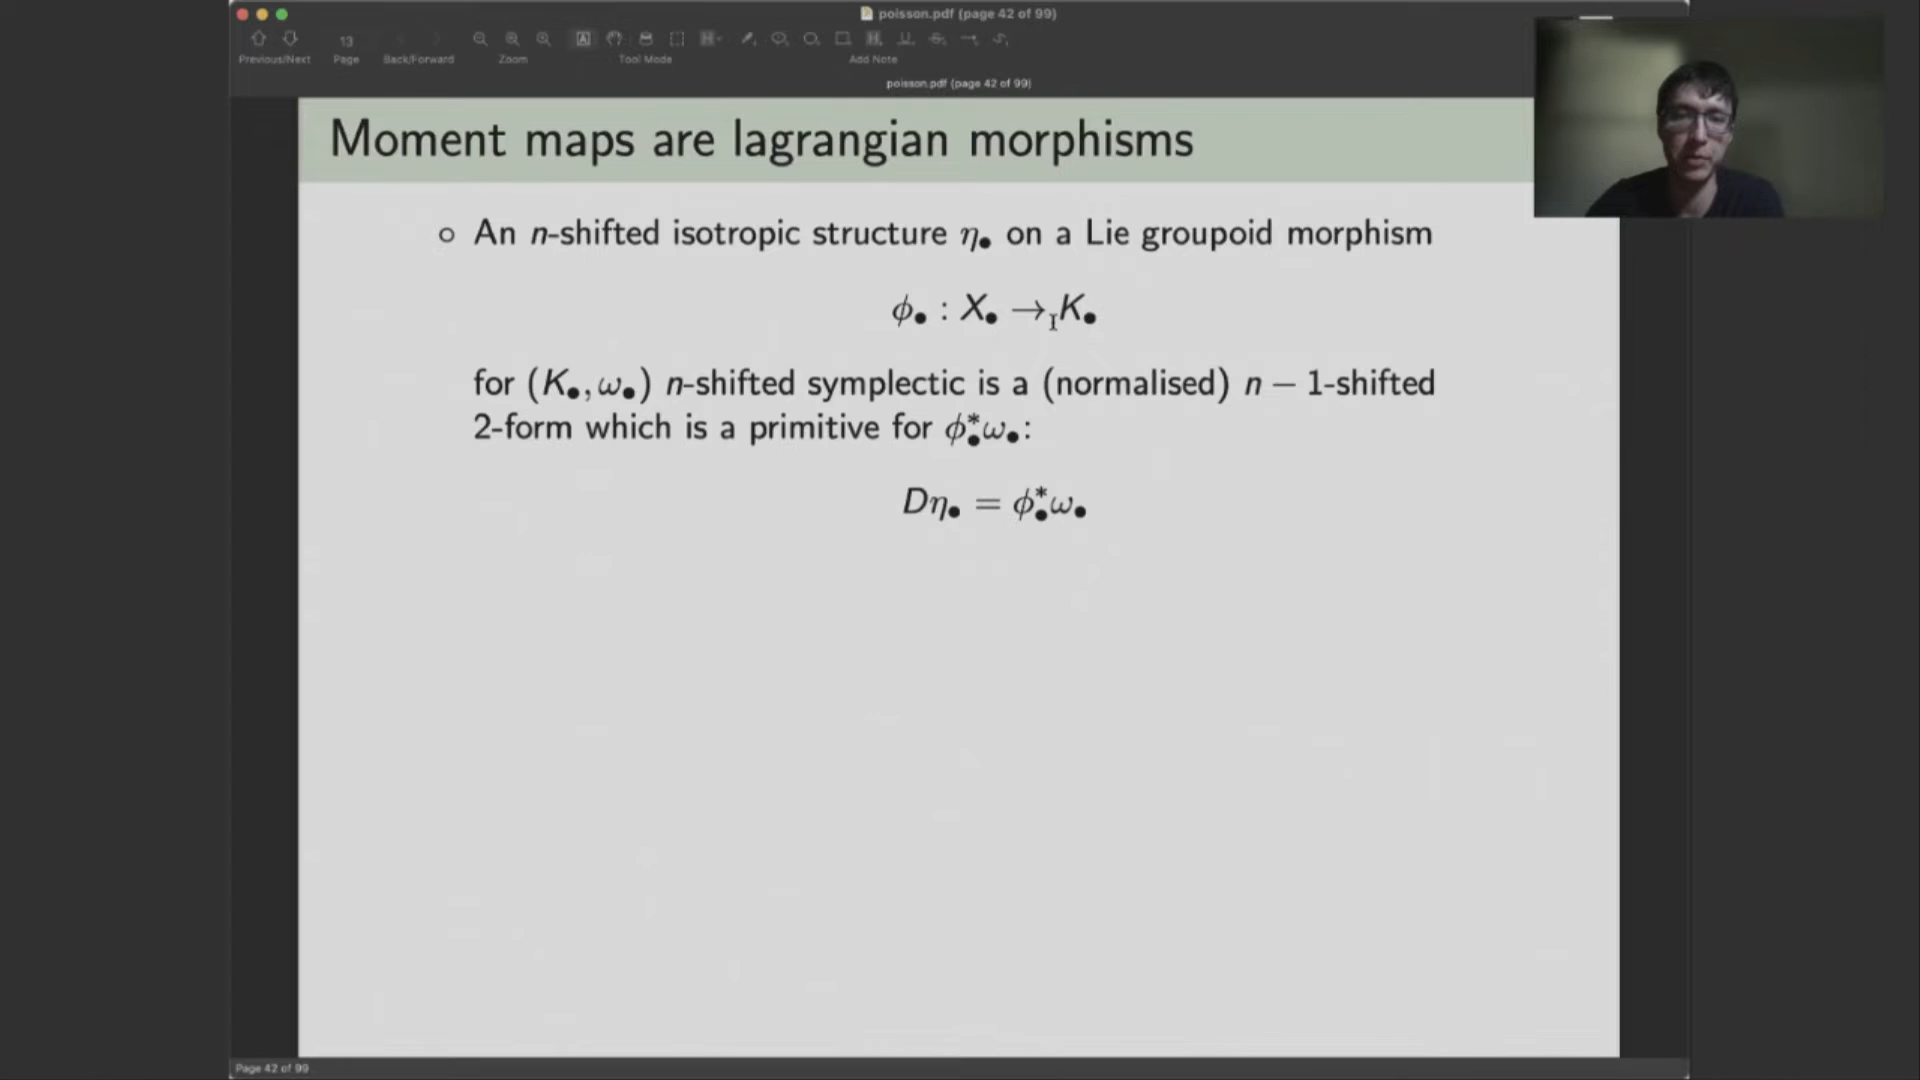 poisson.pdf (page 42 of 99)
13
Previous/Next Page Back/Forward Zoom Tool Mode Add Note
poisson.pdf (page 42 of 99)
Moment maps are lagrangian morphisms
○ An n-shifted isotropic structure η• on a Lie groupoid morphism
ϕ• : X• → K•
for (K•, ω•) n-shifted symplectic is a (normalised) n − 1-shifted
2-form which is a primitive for ϕ•*ω•:
Dη• = ϕ•*ω•
Page 42 of 99